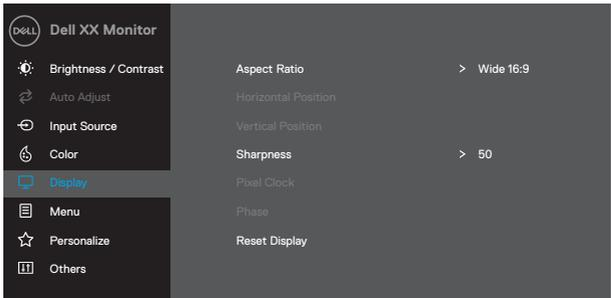 DELL
Dell XX Monitor
Brightness / Contrast
Aspect Ratio > Wide 16:9
Auto Adjust
Horizontal Position
Input Source
Vertical Position
Color
Sharpness > 50
Display
Pixel Clock
Menu
Phase
Personalize
Reset Display
Others